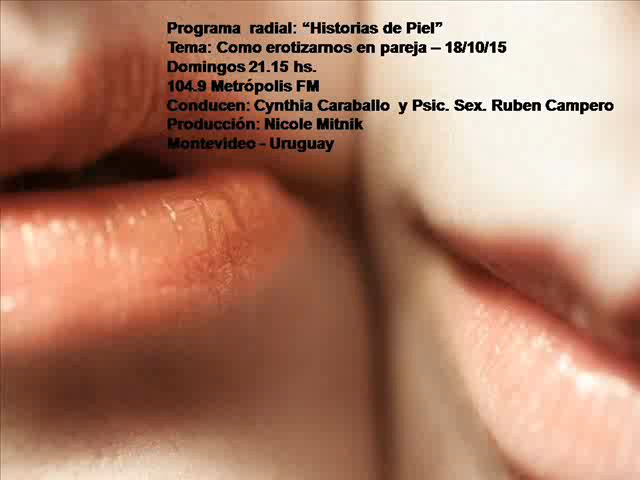 Programa radial: “Historias de Piel”
Tema: Como erotizarnos en pareja – 18/10/15
Domingos 21.15 hs.
104.9 Metrópolis FM
Conducen: Cynthia Caraballo y Psic. Sex. Ruben Campero
Producción: Nicole Mitnik
Montevideo - Uruguay